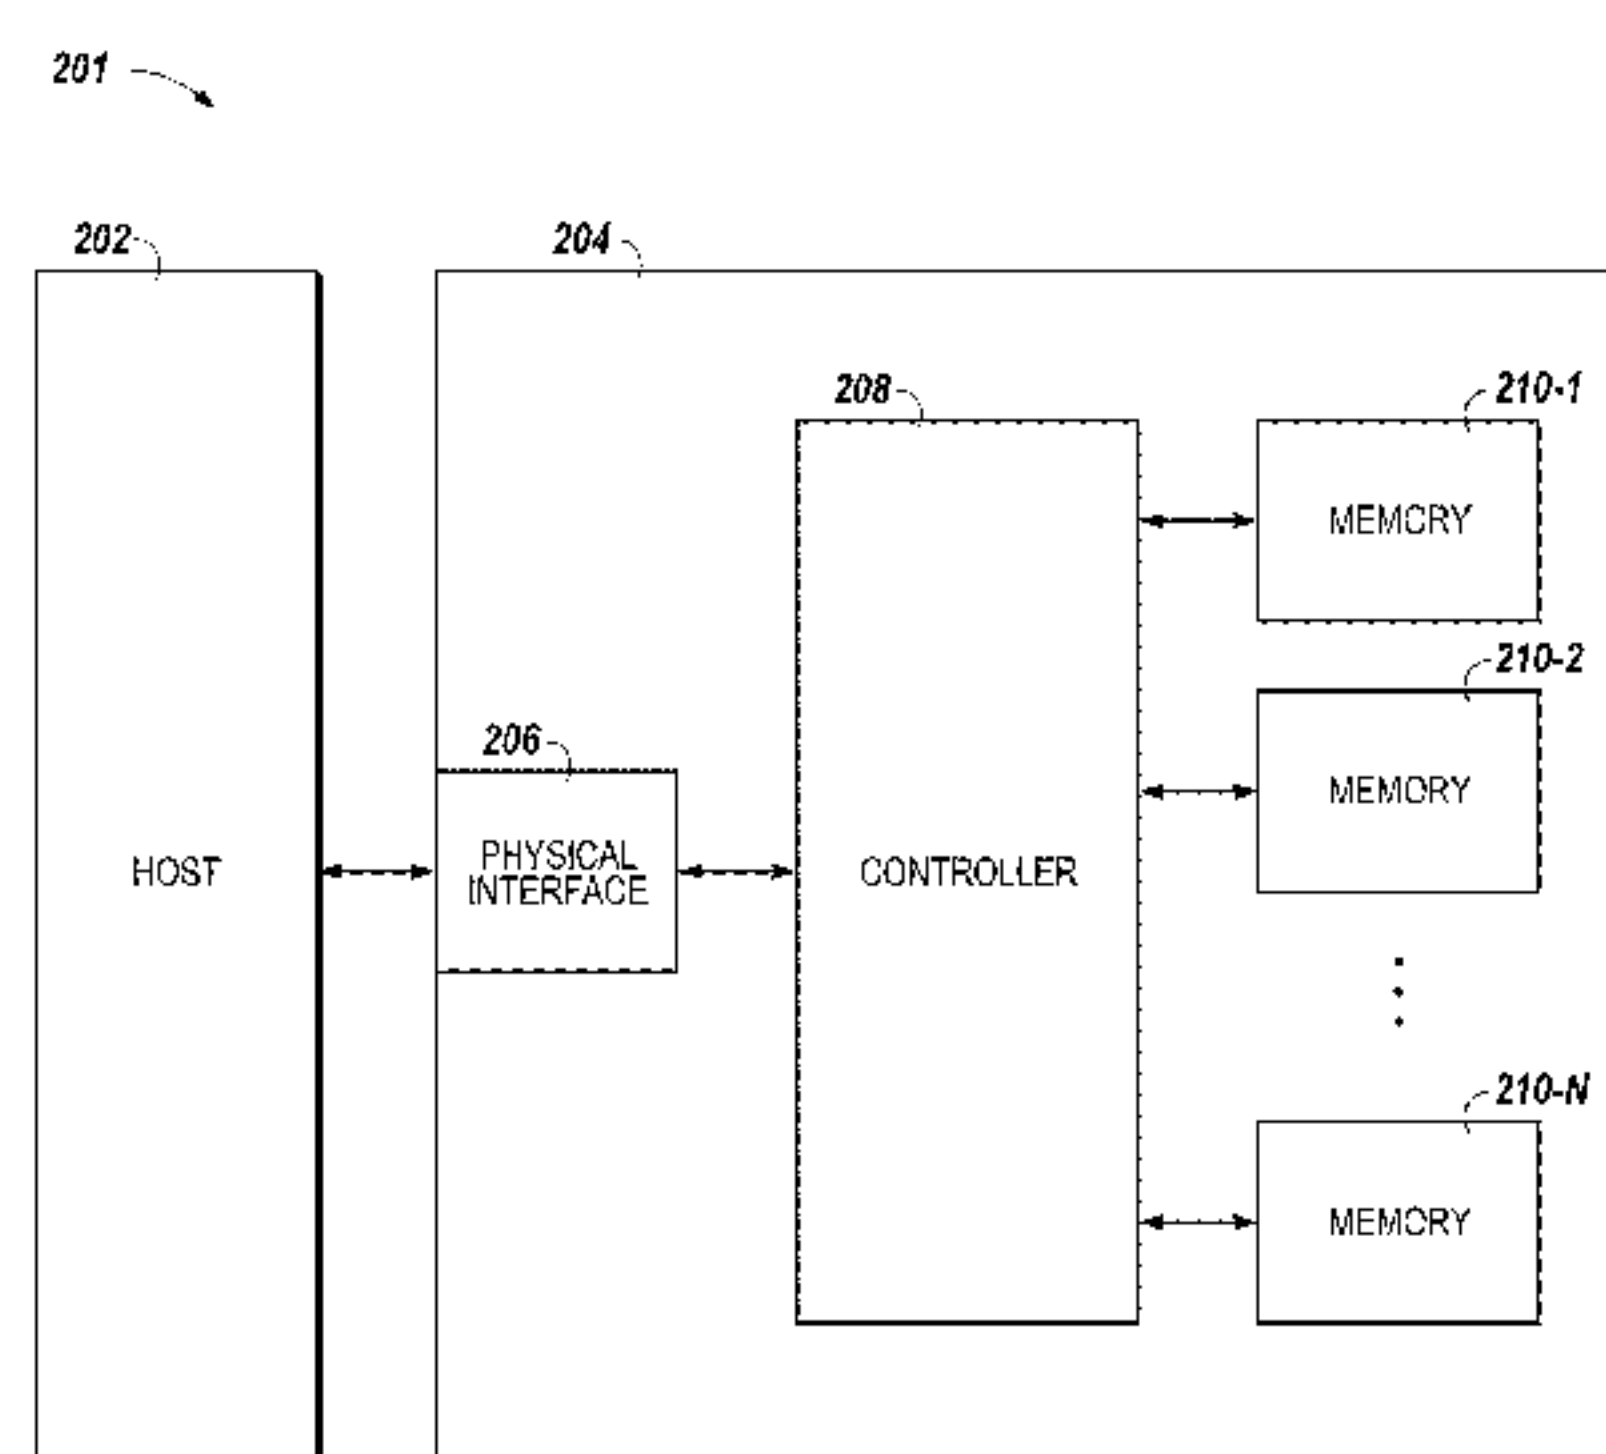 201
202
204
208
210-1
MEMORY
210-2
206
MEMORY
HOST
PHYSICAL
INTERFACE
CONTROLLER
210-N
MEMORY